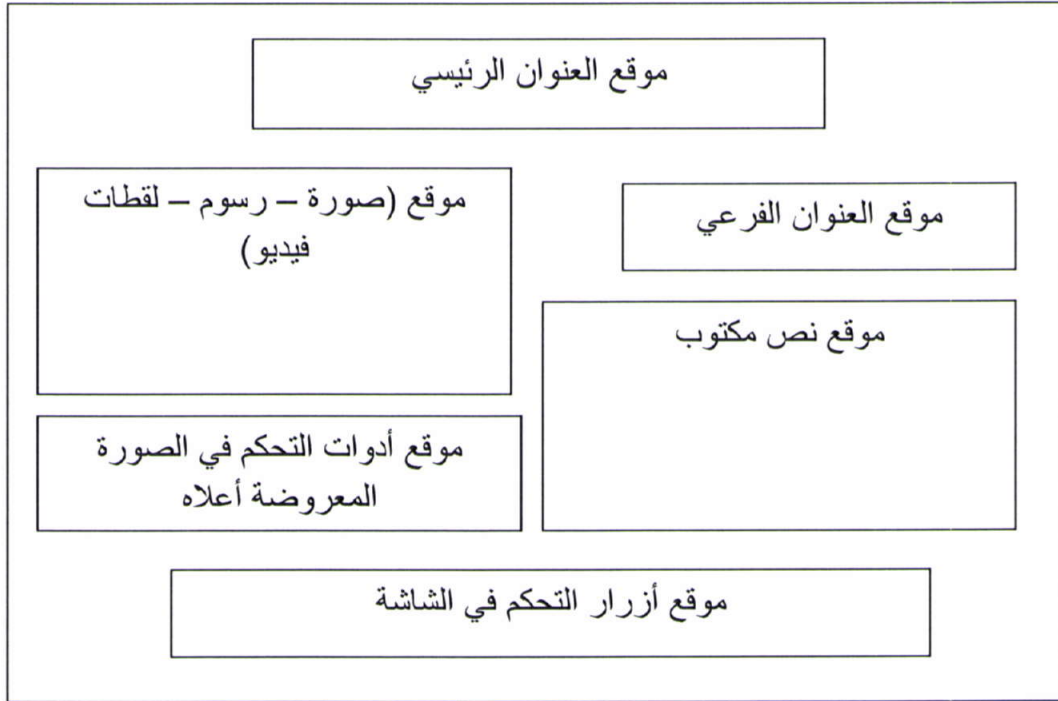 موقع العنوان الرئيسي
موقع العنوان الفرعي
موقع (صورة – رسوم – لقطات
فيديو)
موقع نص مكتوب
موقع أدوات التحكم في الصورة
المعروضة أعلاه
موقع أزرار التحكم في الشاشة